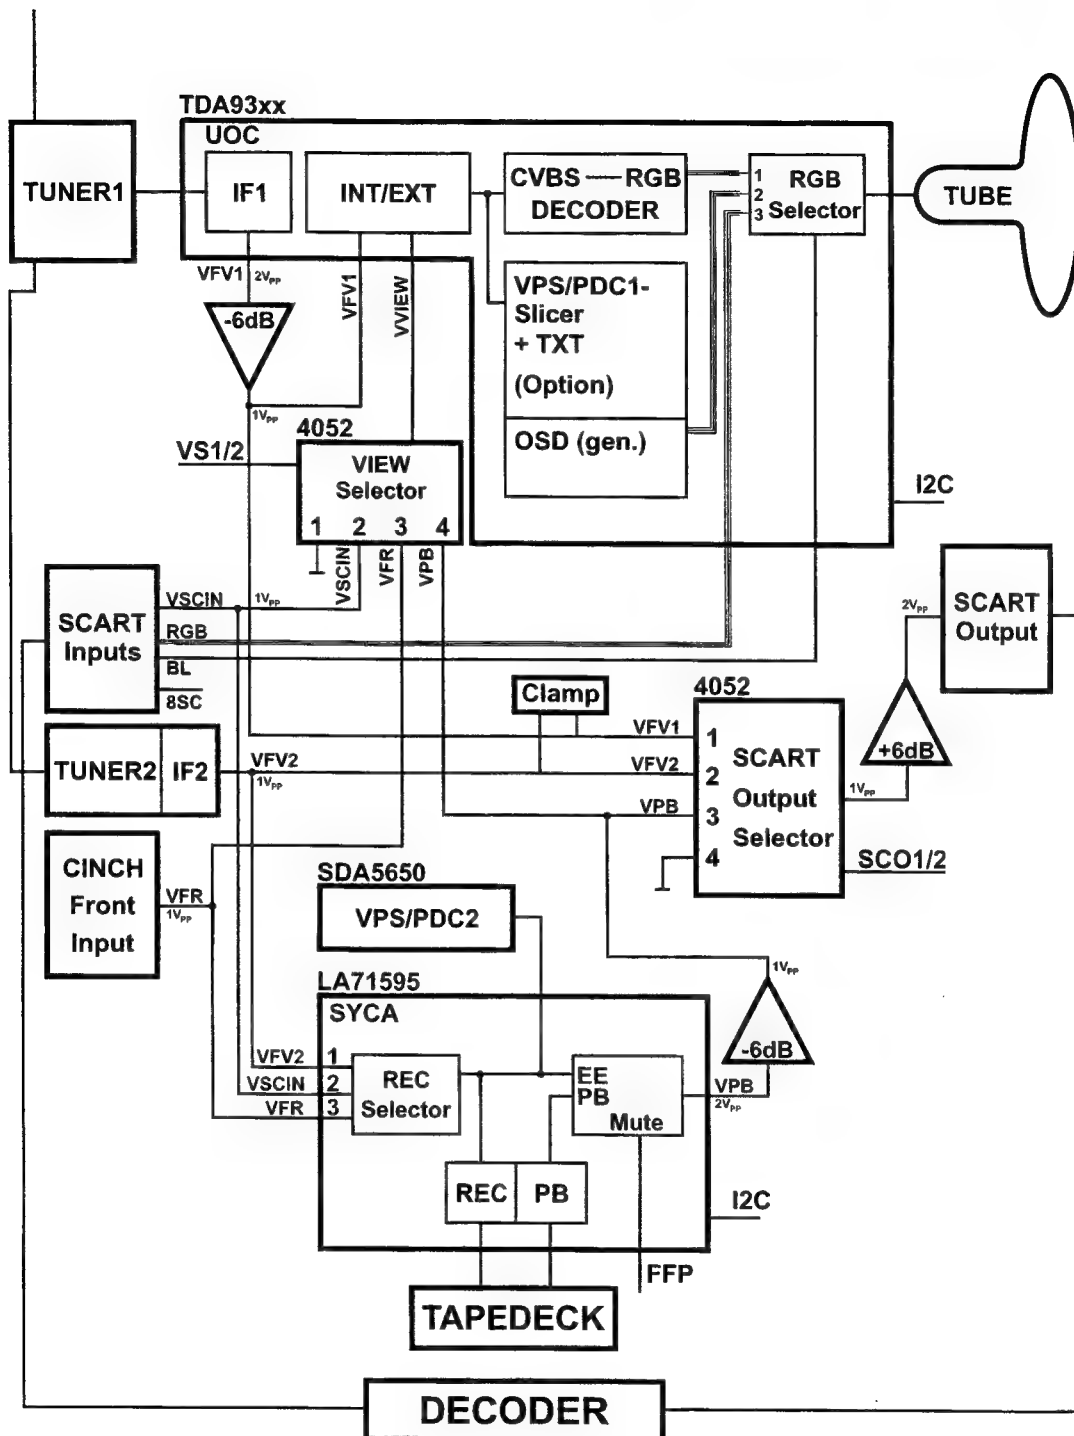 TDA93xx
UOC
TUNER1
IF1
INT/EXT
CVBS — RGB
DECODER
1
2
3
RGB
Selector
TUBE
VFV1
2Vpp
-6dB
VFV1
VVIEW
VPS/PDC1-
Slicer
+ TXT
(Option)
OSD (gen.)
1Vpp
4052
VS1/2
VIEW
Selector
1 2 3 4
I2C
VSCIN
VFR
VPB
SCART
Inputs
VSCIN
1Vpp
RGB
BL
8SC
2Vpp
SCART
Output
Clamp
4052
+6dB
TUNER2
IF2
VFV2
1Vpp
VFV1
VFV2
VPB
1
2
3
4
SCART
Output
Selector
1Vpp
SCO1/2
CINCH
Front
Input
VFR
1Vpp
SDA5650
VPS/PDC2
LA71595
SYCA
1Vpp
-6dB
VFV2
VSCIN
VFR
1
2
3
REC
Selector
EE
PB
Mute
VPB
2Vpp
REC
PB
I2C
FFP
TAPEDECK
DECODER